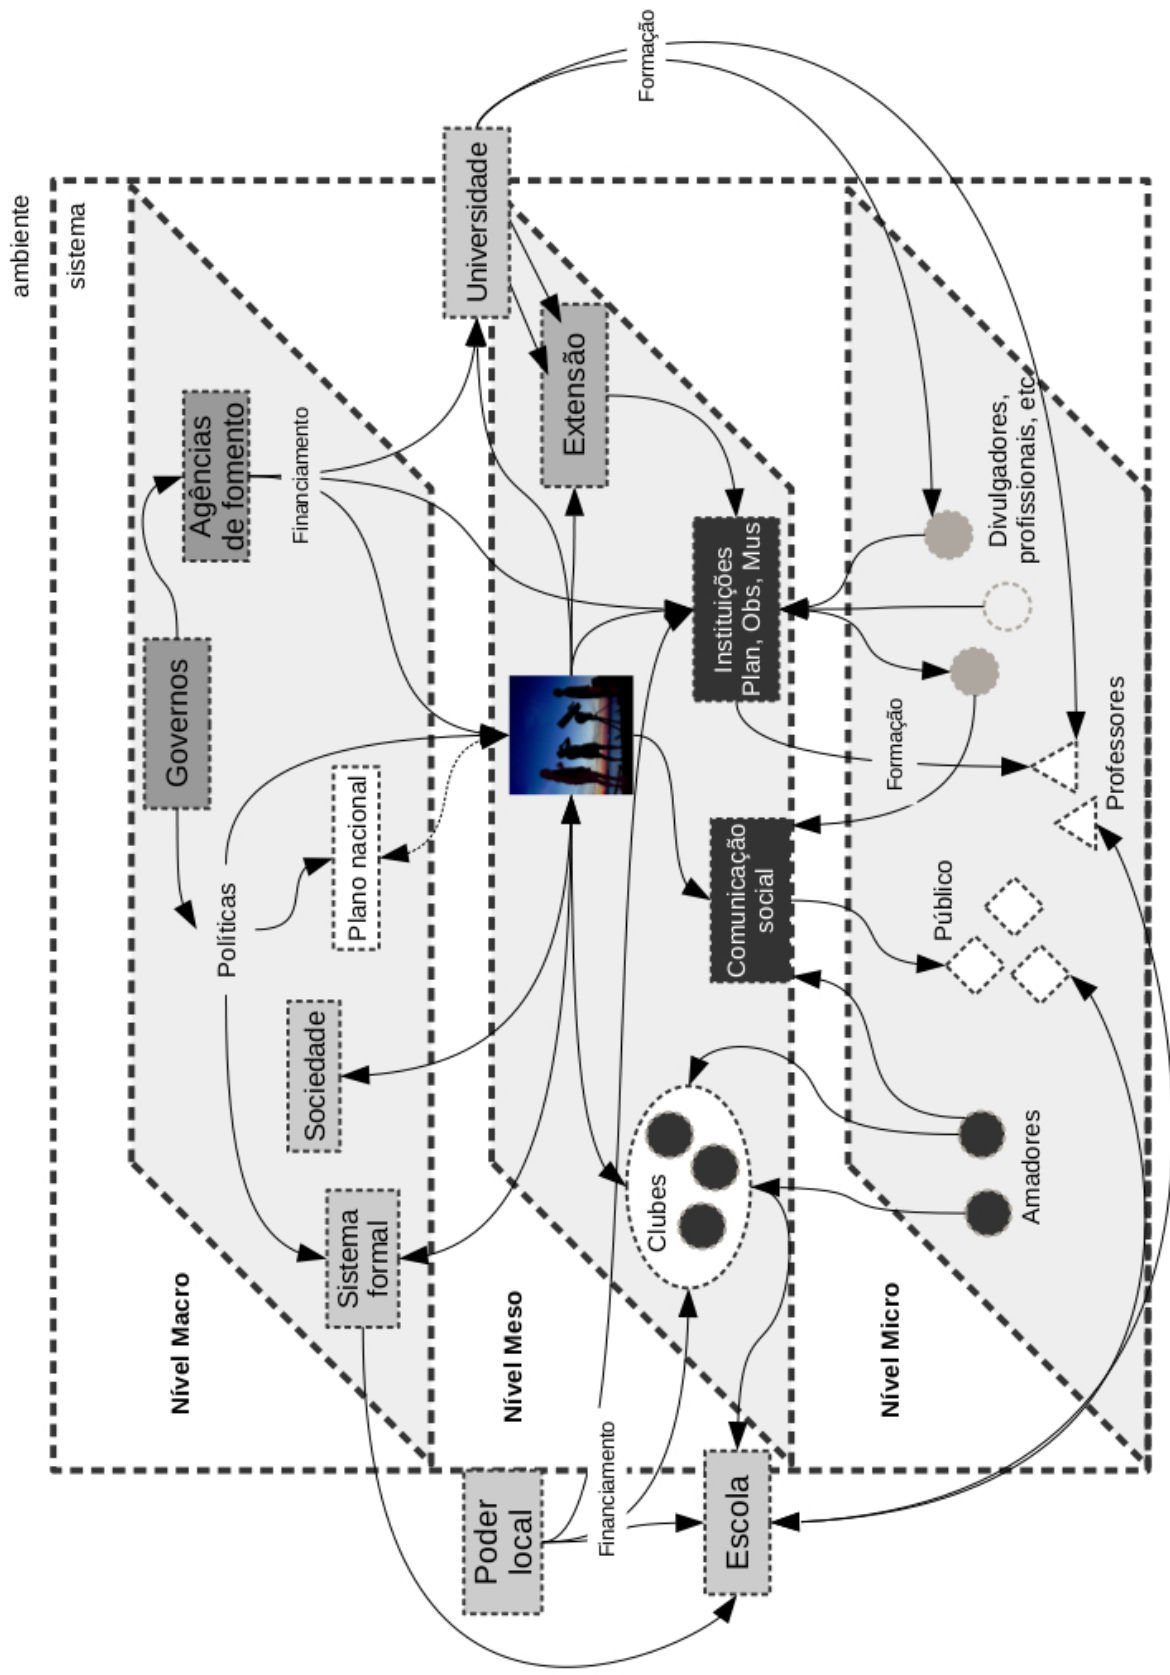 ambiente
sistema
Nível Macro
Governos
Agências
de fomento
Políticas
Financiamento
Sociedade
Plano nacional
Sistema
formal
Nível Meso
Poder
local
Universidade
Extensão
Financiamento
Clubes
Comunicação
social
Instituições
Plan, Obs, Mus
Escola
Formação
Nível Micro
Formação
Público
Amadores
Professores
Divulgadores,
profissionais, etc.